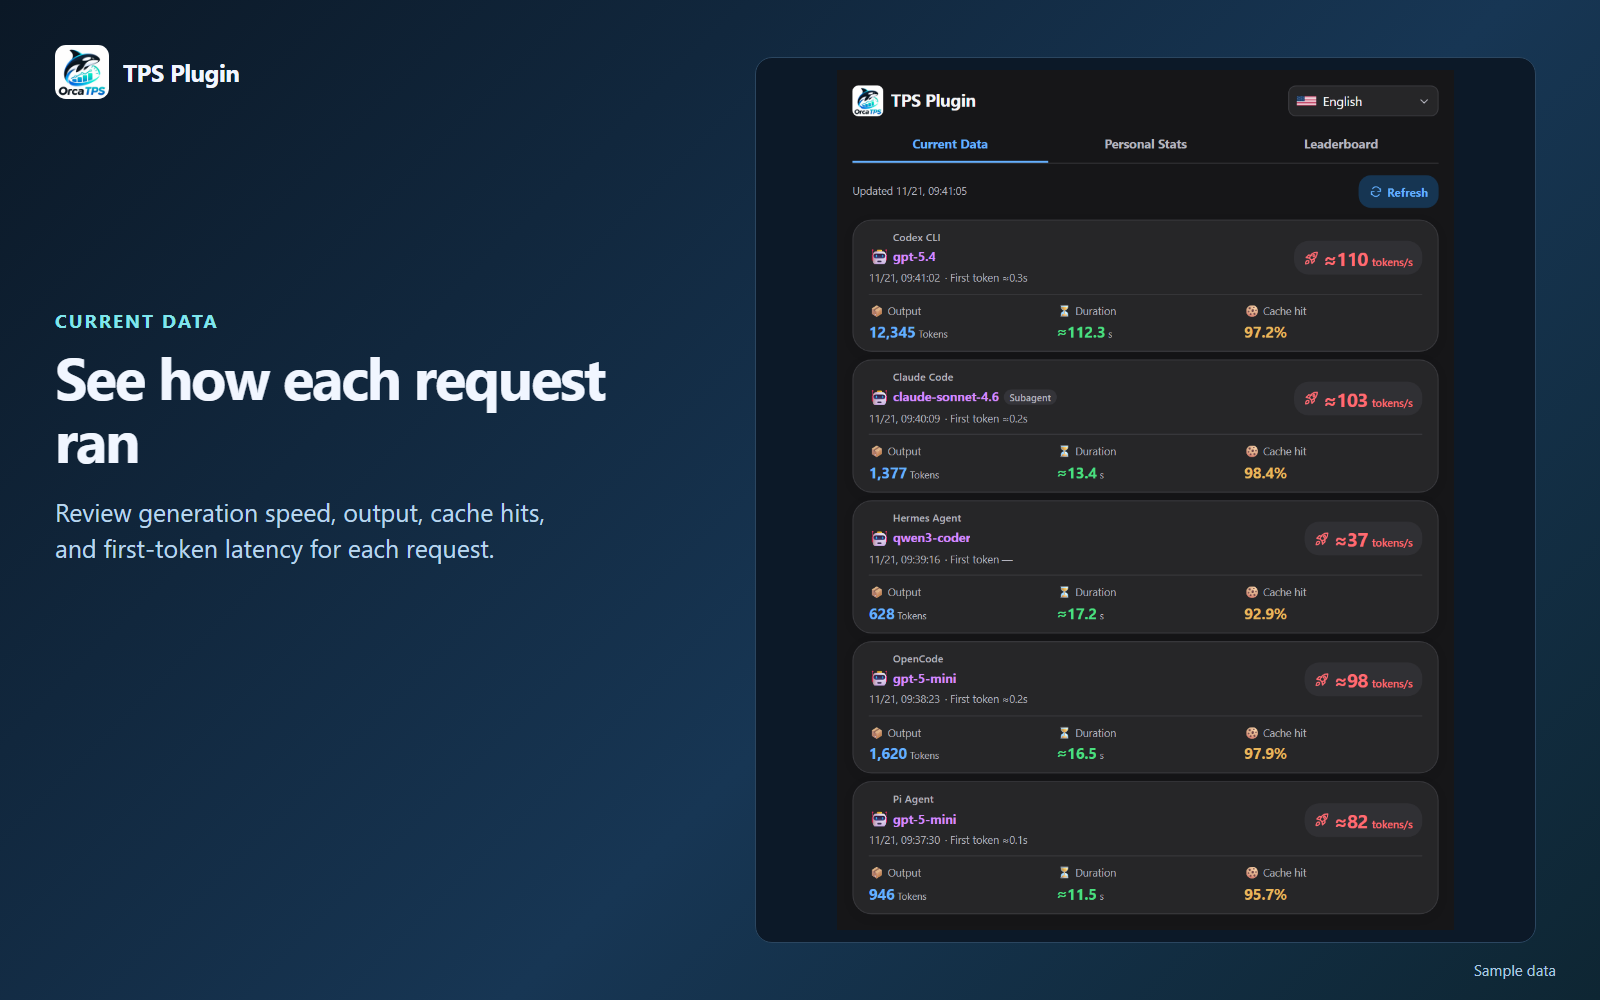 OrcaTPS
TPS Plugin
CURRENT DATA
See how each request
ran
Review generation speed, output, cache hits,
and first-token latency for each request.
OrcaTPS
TPS Plugin
English
Current Data
Personal Stats
Leaderboard
Updated 11/21, 09:41:05
Refresh
Codex CLI
gpt-5.4
11/21, 09:41:02 · First token ≈0.3s
≈110 tokens/s
Output
Duration
Cache hit
12,345 Tokens
≈112.3 s
97.2%
Claude Code
claude-sonnet-4.6 Subagent
11/21, 09:40:09 · First token ≈0.2s
≈103 tokens/s
Output
Duration
Cache hit
1,377 Tokens
≈13.4 s
98.4%
Hermes Agent
qwen3-coder
11/21, 09:39:16 · First token —
≈37 tokens/s
Output
Duration
Cache hit
628 Tokens
≈17.2 s
92.9%
OpenCode
gpt-5-mini
11/21, 09:38:23 · First token ≈0.2s
≈98 tokens/s
Output
Duration
Cache hit
1,620 Tokens
≈16.5 s
97.9%
Pi Agent
gpt-5-mini
11/21, 09:37:30 · First token ≈0.1s
≈82 tokens/s
Output
Duration
Cache hit
946 Tokens
≈11.5 s
95.7%
Sample data